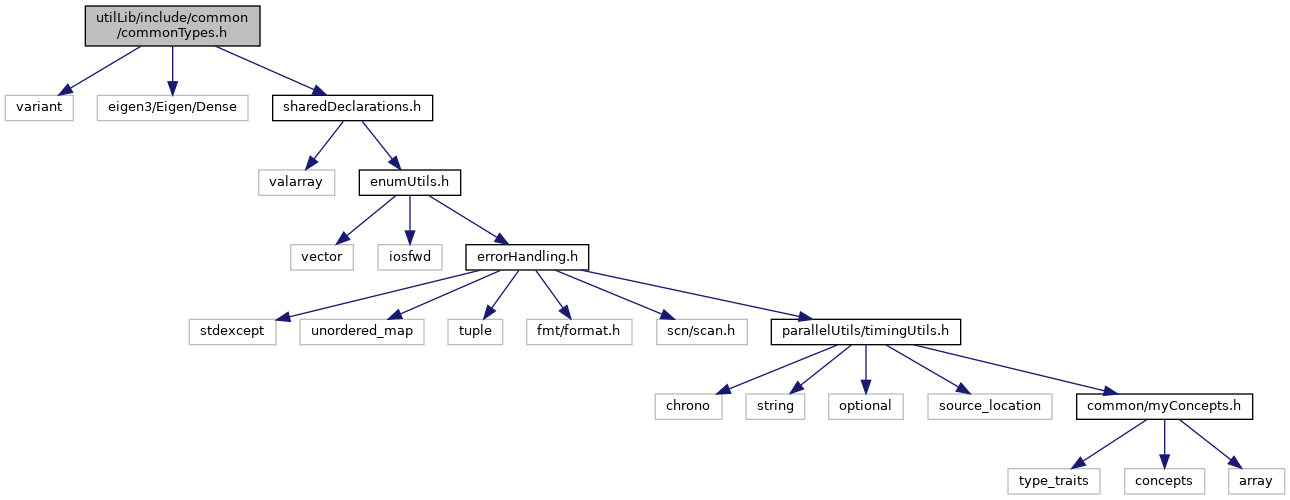 utilLib/include/common
/commonTypes.h
variant
eigen3/Eigen/Dense
sharedDeclarations.h
valarray
enumUtils.h
vector
iosfwd
errorHandling.h
stdexcept
unordered_map
tuple
fmt/format.h
scn/scan.h
parallelUtils/timingUtils.h
chrono
string
optional
source_location
common/myConcepts.h
type_traits
concepts
array